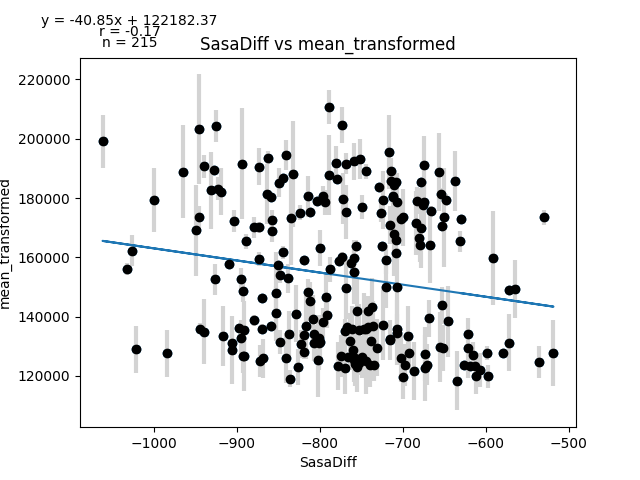 y = -40.85x + 122182.37
r = -0.17
n = 215
SasaDiff vs mean_transformed
220000
200000
180000
160000
140000
120000
mean_transformed
−1000
−900
−800
−700
−600
−500
SasaDiff